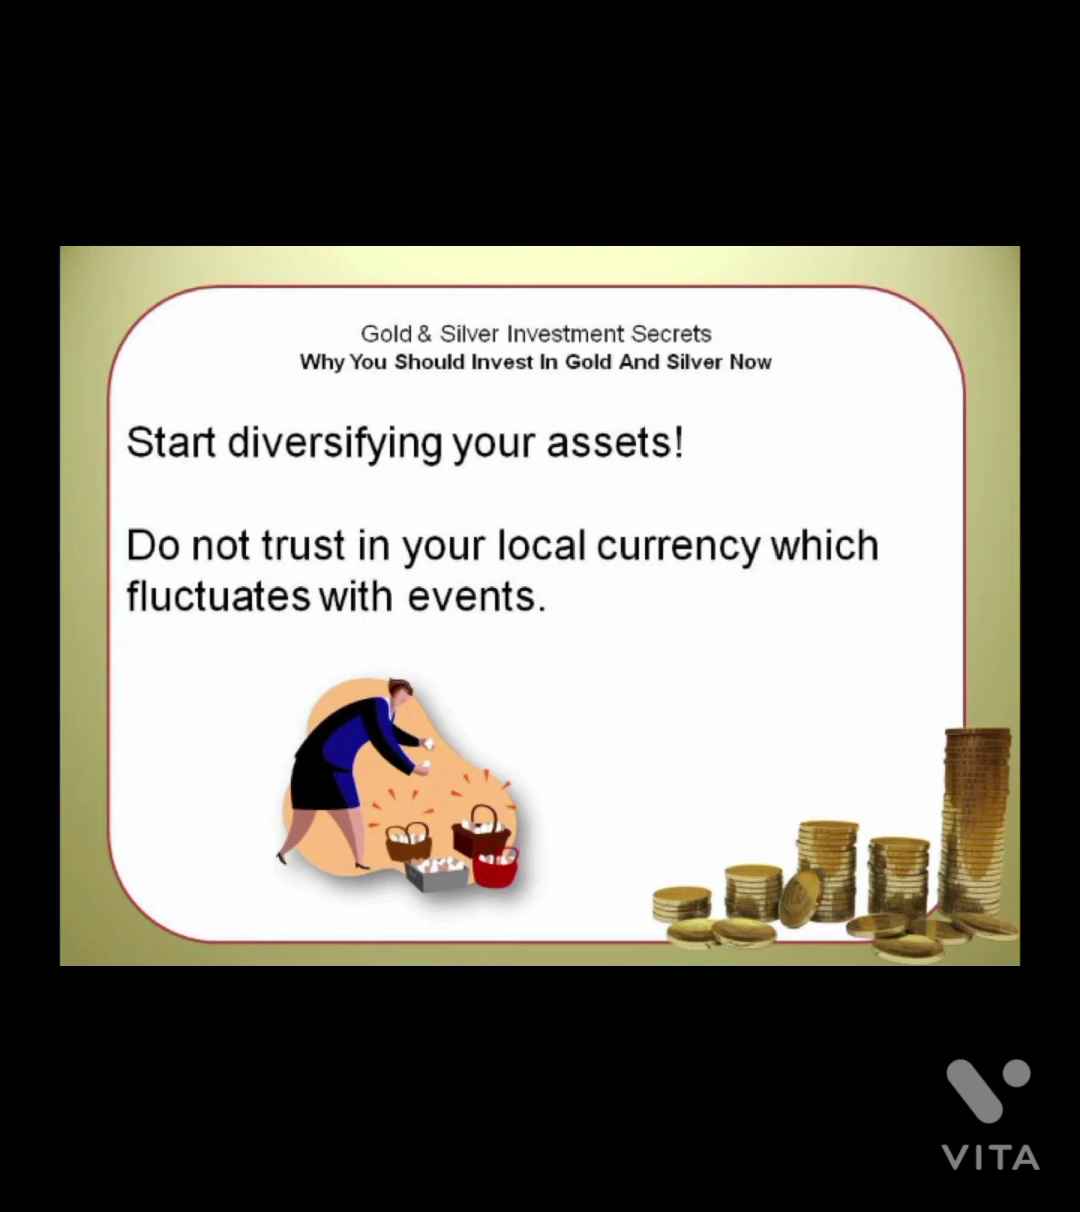 Gold & Silver Investment Secrets
Why You Should Invest In Gold And Silver Now
Start diversifying your assets!
Do not trust in your local currency which
fluctuates with events.
VITA